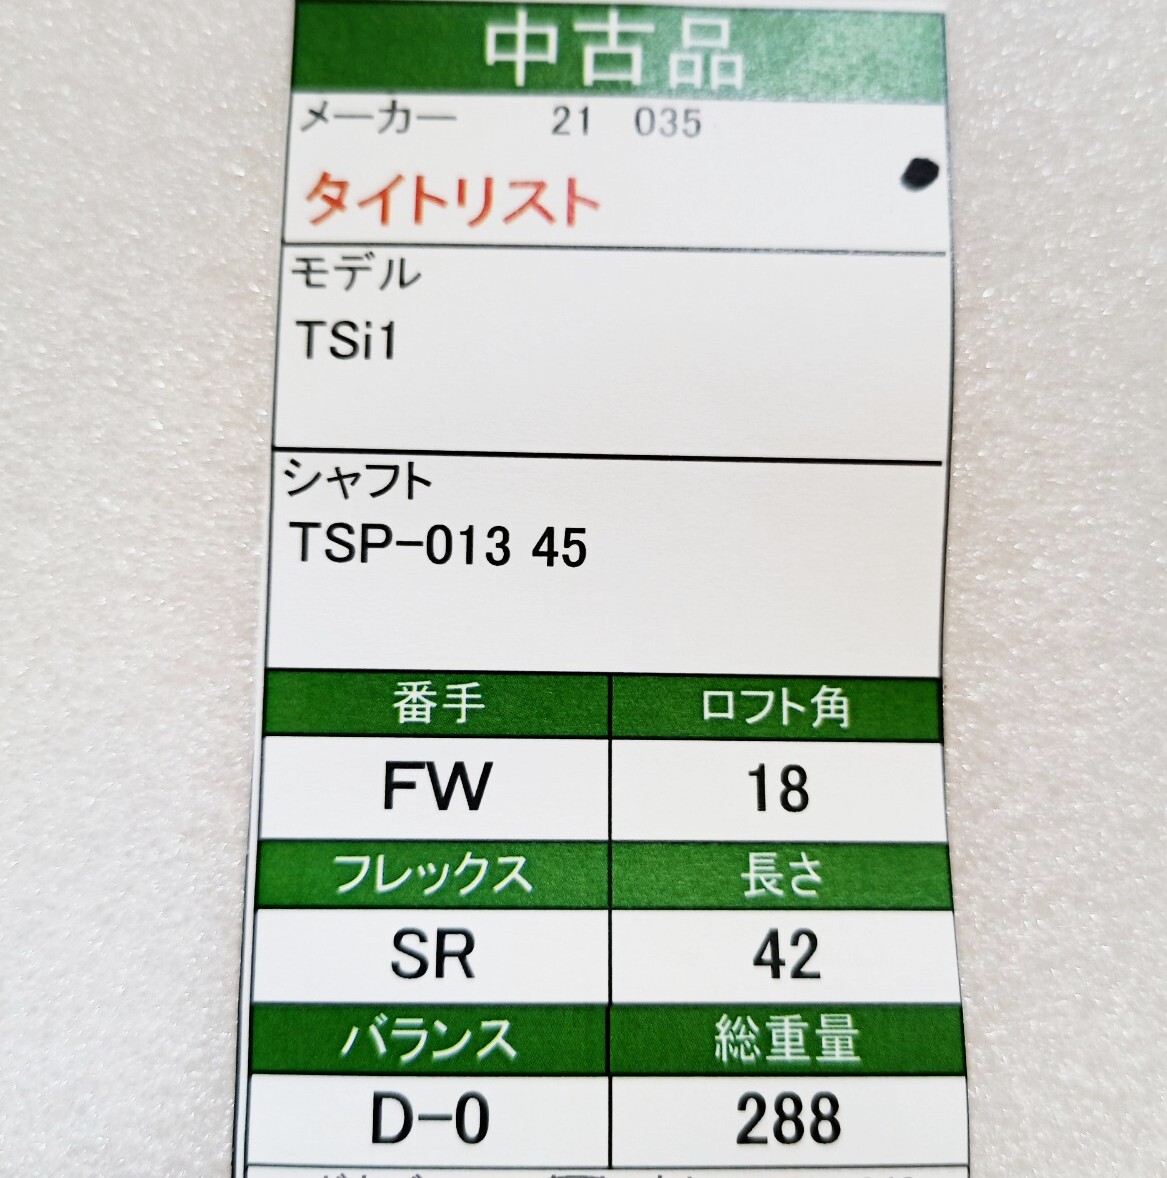 中古品
メーカー 21 035
タイトリスト
モデル
TSi1
シャフト
TSP-013 45
番手 ロフト角
FW 18
フレックス 長さ
SR 42
バランス 総重量
D-0 288